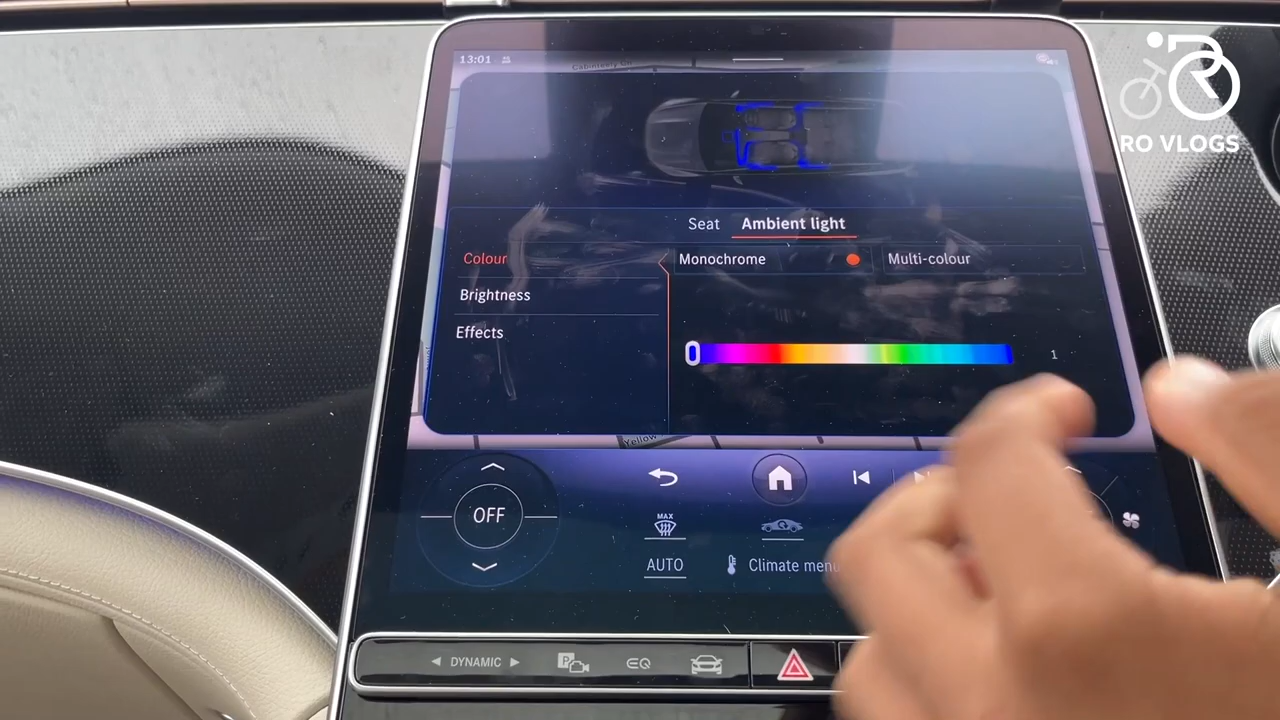 13:01
RO VLOGS
Seat Ambient light
Colour Monochrome Multi-colour
Brightness
Effects
1
Yellow
OFF
MAX
AUTO Climate menu
DYNAMIC EQ
P